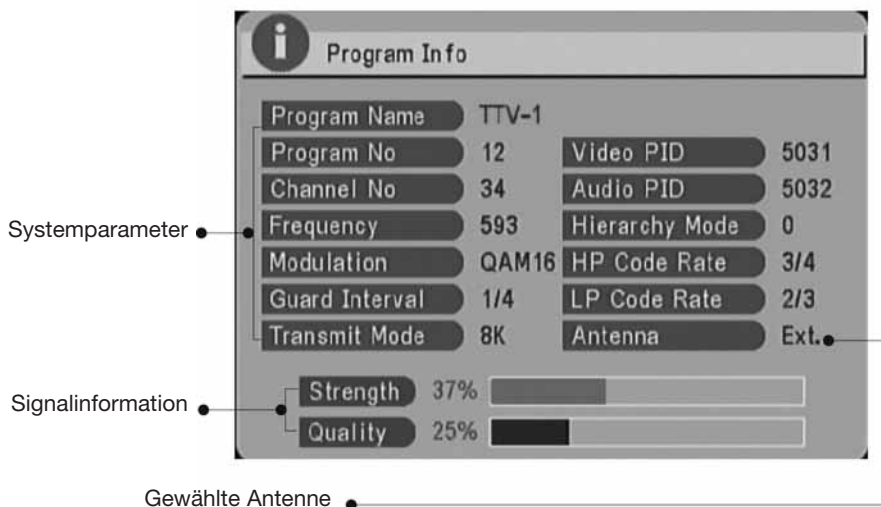 Program Info
Program Name TTV-1
Program No 12 Video PID 5031
Channel No 34 Audio PID 5032
Systemparameter
Frequency 593 Hierarchy Mode 0
Modulation QAM16 HP Code Rate 3/4
Guard Interval 1/4 LP Code Rate 2/3
Transmit Mode 8K Antenna Ext.
Signalinformation
Strength 37%
Quality 25%
Gewählte Antenne